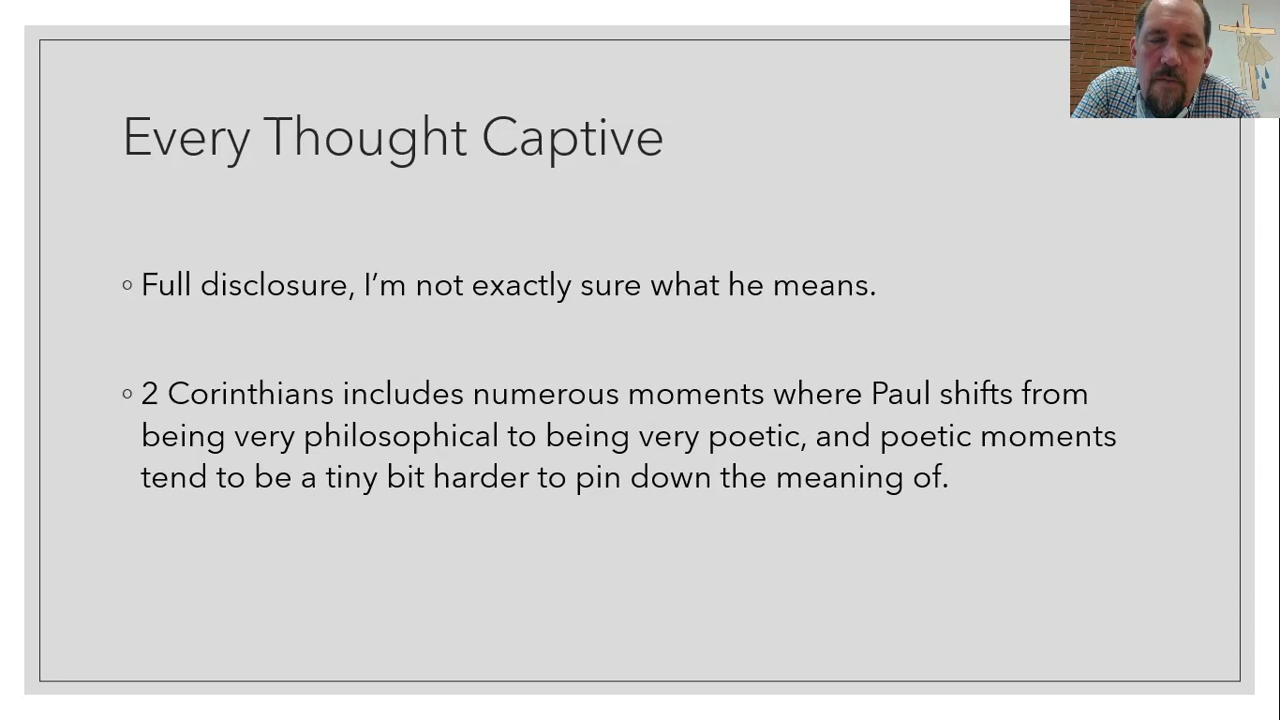 Every Thought Captive
◦ Full disclosure, I’m not exactly sure what he means.
◦ 2 Corinthians includes numerous moments where Paul shifts from
being very philosophical to being very poetic, and poetic moments
tend to be a tiny bit harder to pin down the meaning of.